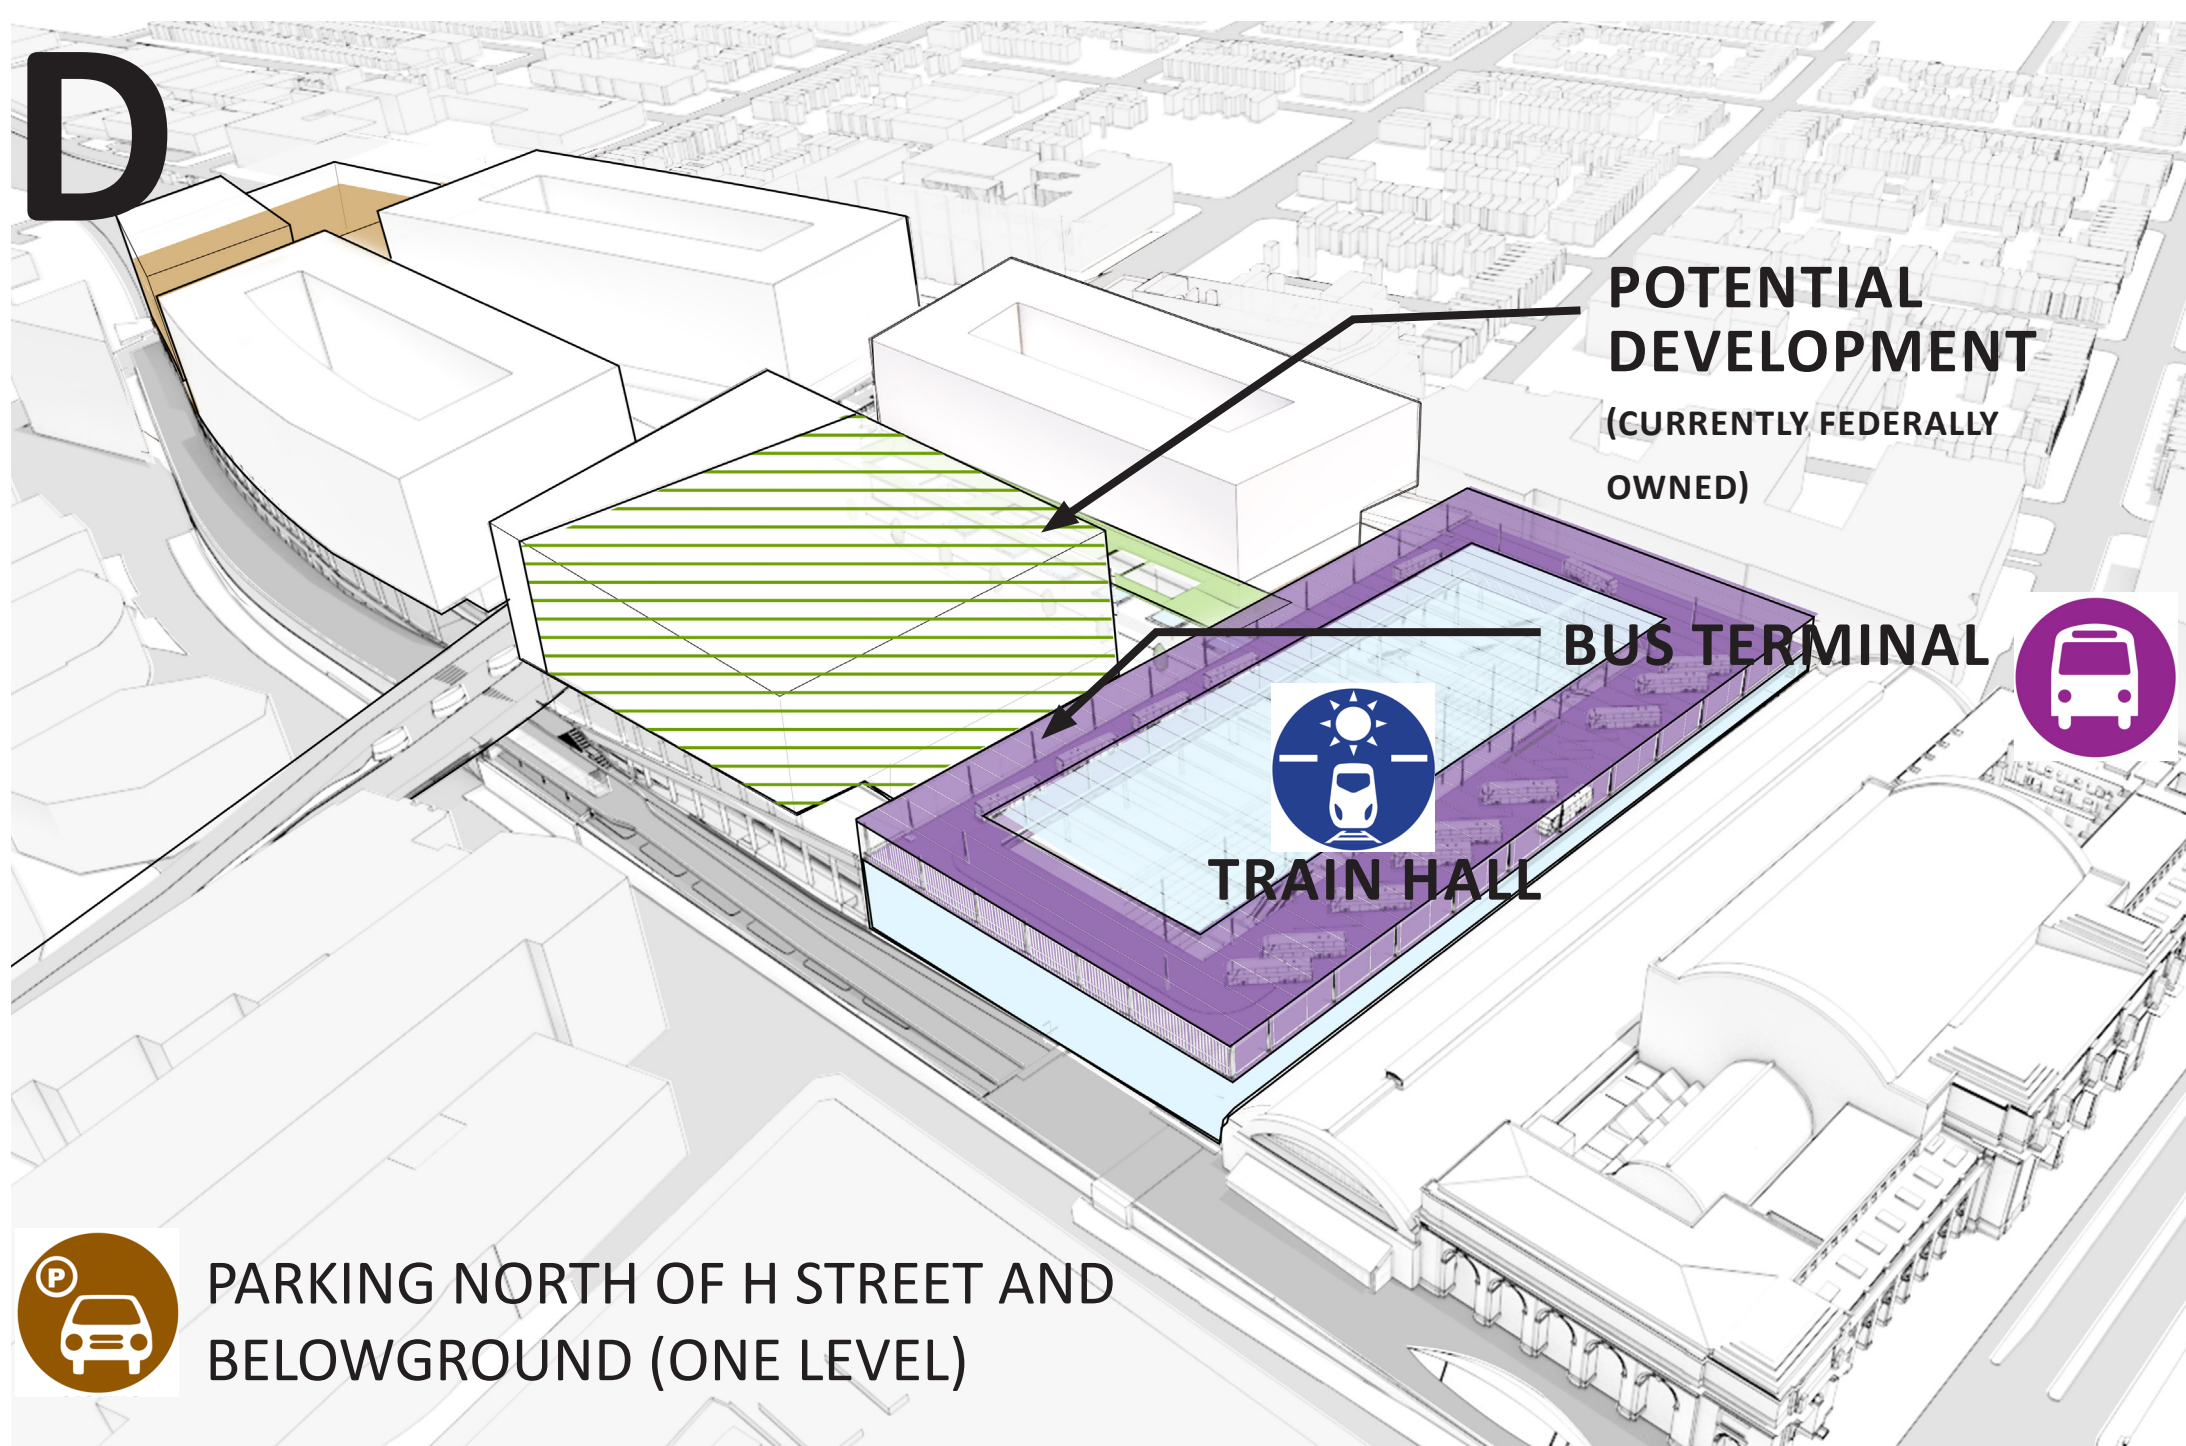 D
POTENTIAL
DEVELOPMENT
(CURRENTLY FEDERALLY
OWNED)
BUS TERMINAL
TRAIN HALL
P
PARKING NORTH OF H STREET AND
BELOWGROUND (ONE LEVEL)